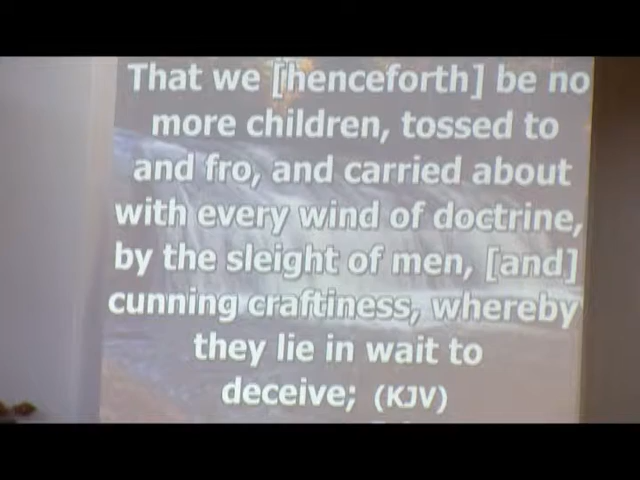 That we [henceforth] be no
more children, tossed to
and fro, and carried about
with every wind of doctrine,
by the sleight of men, [and]
cunning craftiness, whereby
they lie in wait to
deceive; (KJV)